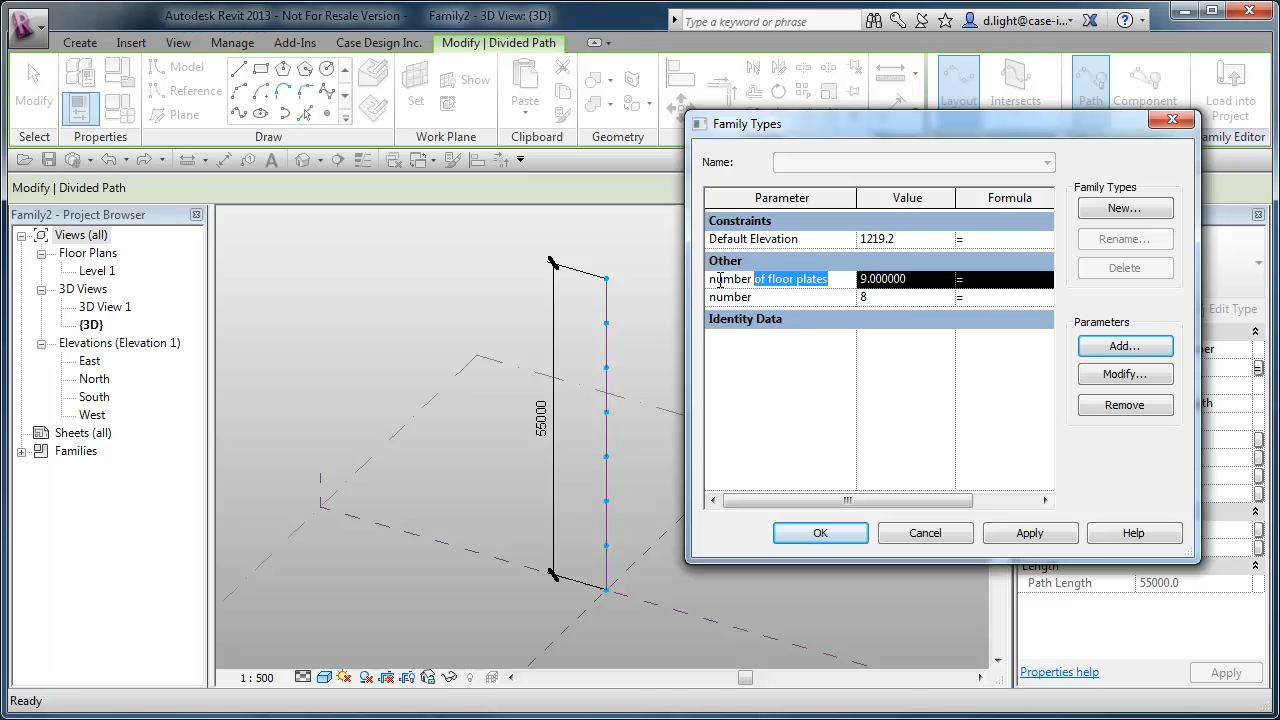 Autodesk Revit 2013 - Not For Resale Version - Family2 - 3D View: {3D}
Type a keyword or phrase
d.light@case-i...
Create Insert View Manage Add-Ins Case Design Inc. Modify | Divided Path
Modify
Model
Reference
Plane
Set
Show
Paste
Layout
Intersects
Path
Component
Load into
Project
Select Properties Draw Work Plane Clipboard Geometry
Family Editor
Modify | Divided Path
Family2 - Project Browser
Views (all)
Floor Plans
Level 1
3D Views
3D View 1
{3D}
Elevations (Elevation 1)
East
North
South
West
Sheets (all)
Families
55000
Family Types
Name:
Parameter Value Formula
Constraints
Default Elevation 1219.2 =
Other
number of floor plates 9.000000 =
number 8 =
Identity Data
Family Types
New...
Rename...
Delete
Parameters
Add...
Modify...
Remove
OK Cancel Apply Help
Edit Type
Length
Path Length 55000.0
Properties help Apply
1 : 500
Ready